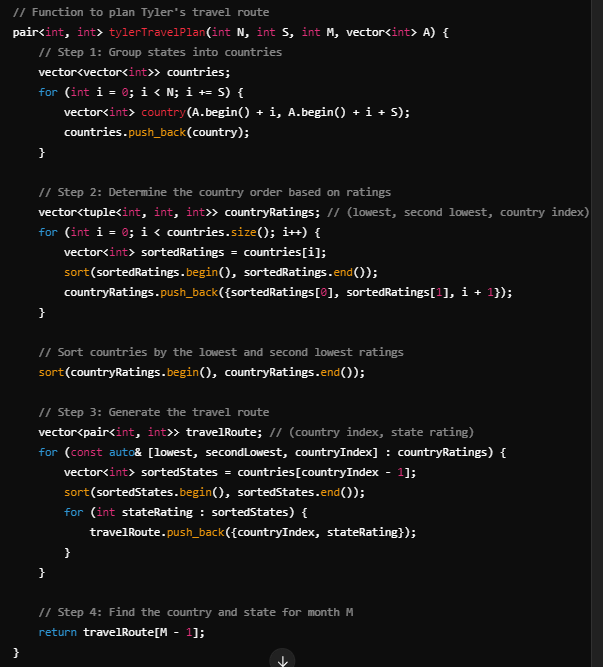 // Function to plan Tyler's travel route
pair<int, int> tylerTravelPlan(int N, int S, int M, vector<int> A) {
    // Step 1: Group states into countries
    vector<vector<int>> countries;
    for (int i = 0; i < N; i += S) {
        vector<int> country(A.begin() + i, A.begin() + i + S);
        countries.push_back(country);
    }

    // Step 2: Determine the country order based on ratings
    vector<tuple<int, int, int>> countryRatings; // (lowest, second lowest, country index)
    for (int i = 0; i < countries.size(); i++) {
        vector<int> sortedRatings = countries[i];
        sort(sortedRatings.begin(), sortedRatings.end());
        countryRatings.push_back({sortedRatings[0], sortedRatings[1], i + 1});
    }

    // Sort countries by the lowest and second lowest ratings
    sort(countryRatings.begin(), countryRatings.end());

    // Step 3: Generate the travel route
    vector<pair<int, int>> travelRoute; // (country index, state rating)
    for (const auto& [lowest, secondLowest, countryIndex] : countryRatings) {
        vector<int> sortedStates = countries[countryIndex - 1];
        sort(sortedStates.begin(), sortedStates.end());
        for (int stateRating : sortedStates) {
            travelRoute.push_back({countryIndex, stateRating});
        }
    }

    // Step 4: Find the country and state for month M
    return travelRoute[M - 1];
}